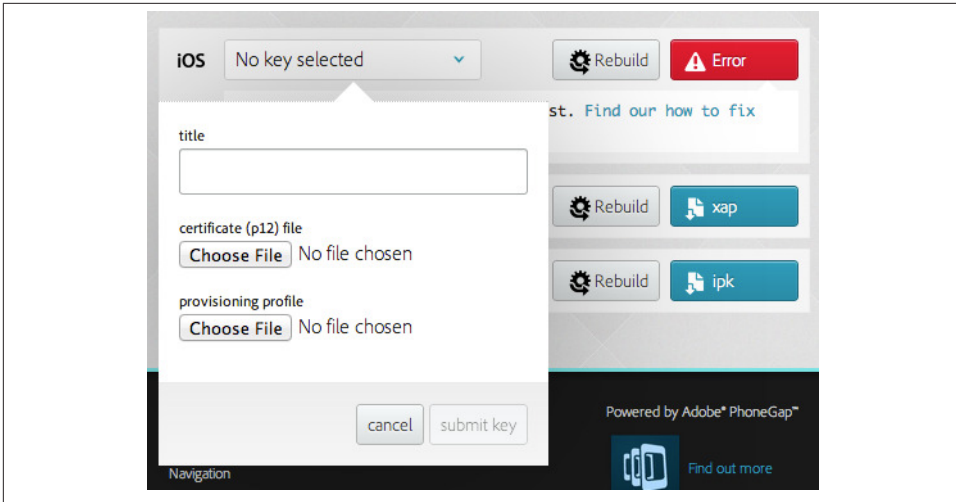 iOS No key selected Rebuild Error
st. Find our how to fix
title
certificate (p12) file
Choose File No file chosen
Rebuild xap
provisioning profile
Choose File No file chosen
Rebuild ipk
cancel submit key
Powered by Adobe® PhoneGap™
Find out more
Navigation